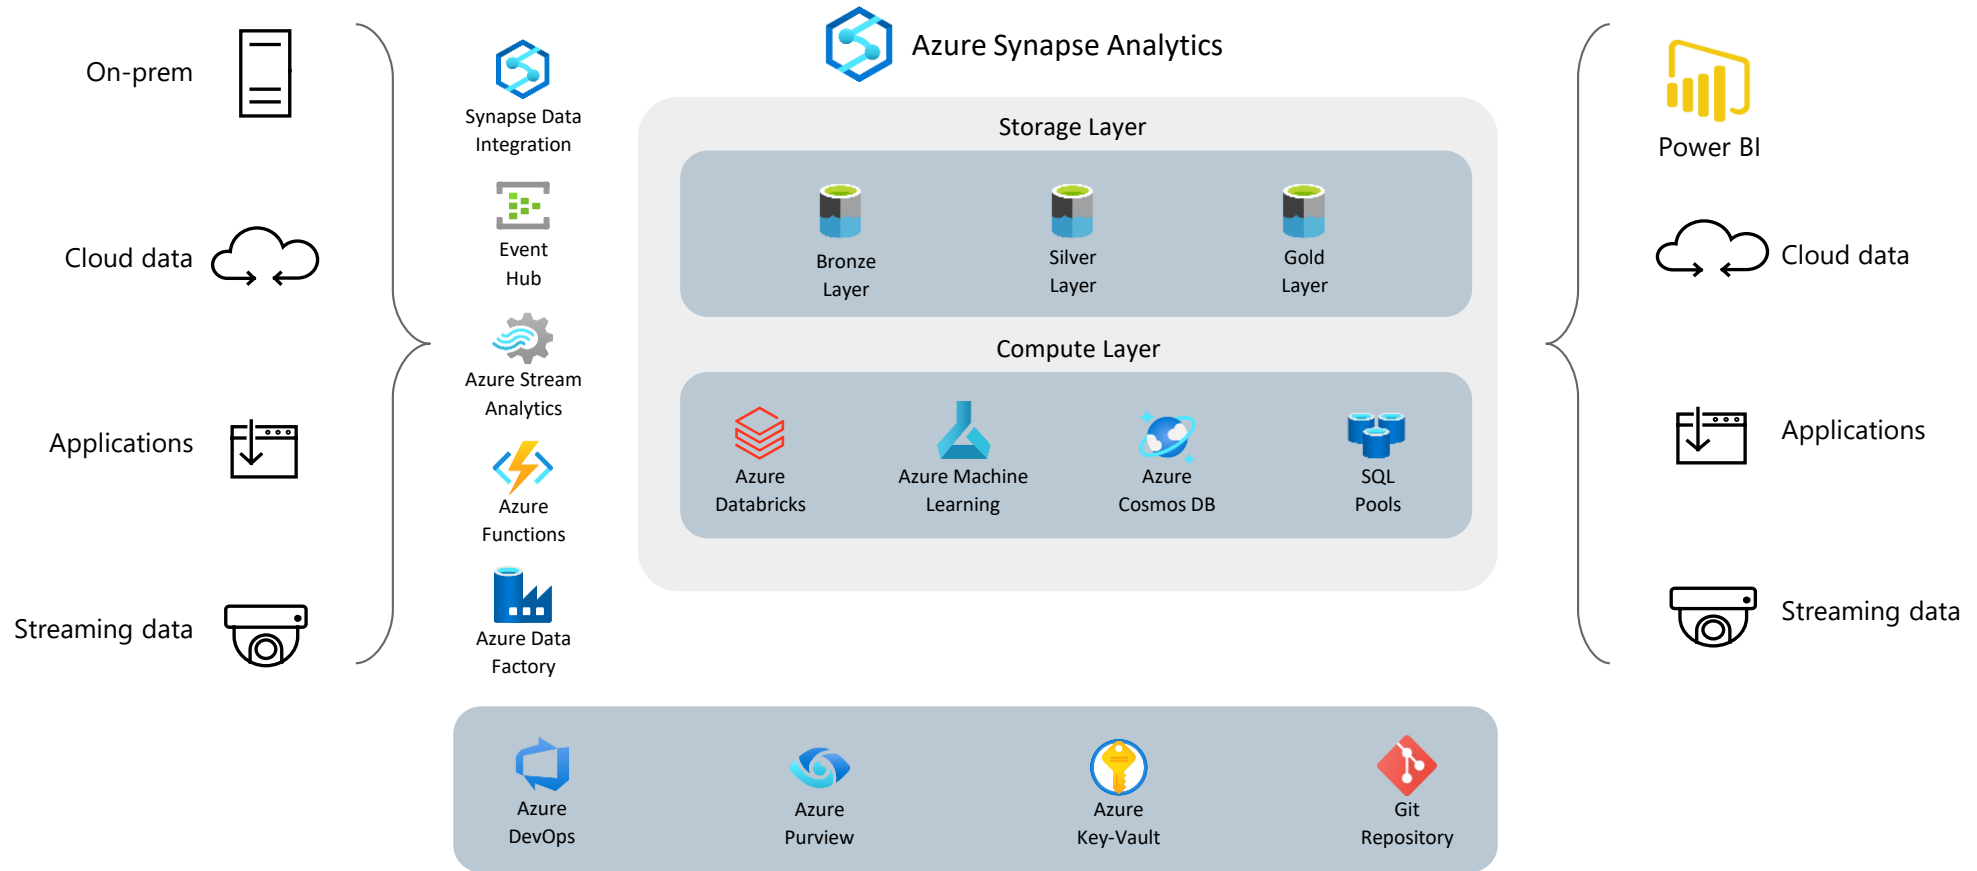 On-prem
Cloud data
Applications
Streaming data
Synapse Data
Integration
Event
Hub
Azure Stream
Analytics
Azure
Functions
Azure Data
Factory
Azure Synapse Analytics
Storage Layer
Bronze
Layer
Silver
Layer
Gold
Layer
Compute Layer
Azure
Databricks
Azure Machine
Learning
Azure
Cosmos DB
SQL
Pools
Power BI
Cloud data
Applications
Streaming data
Azure
DevOps
Azure
Purview
Azure
Key-Vault
Git
Repository